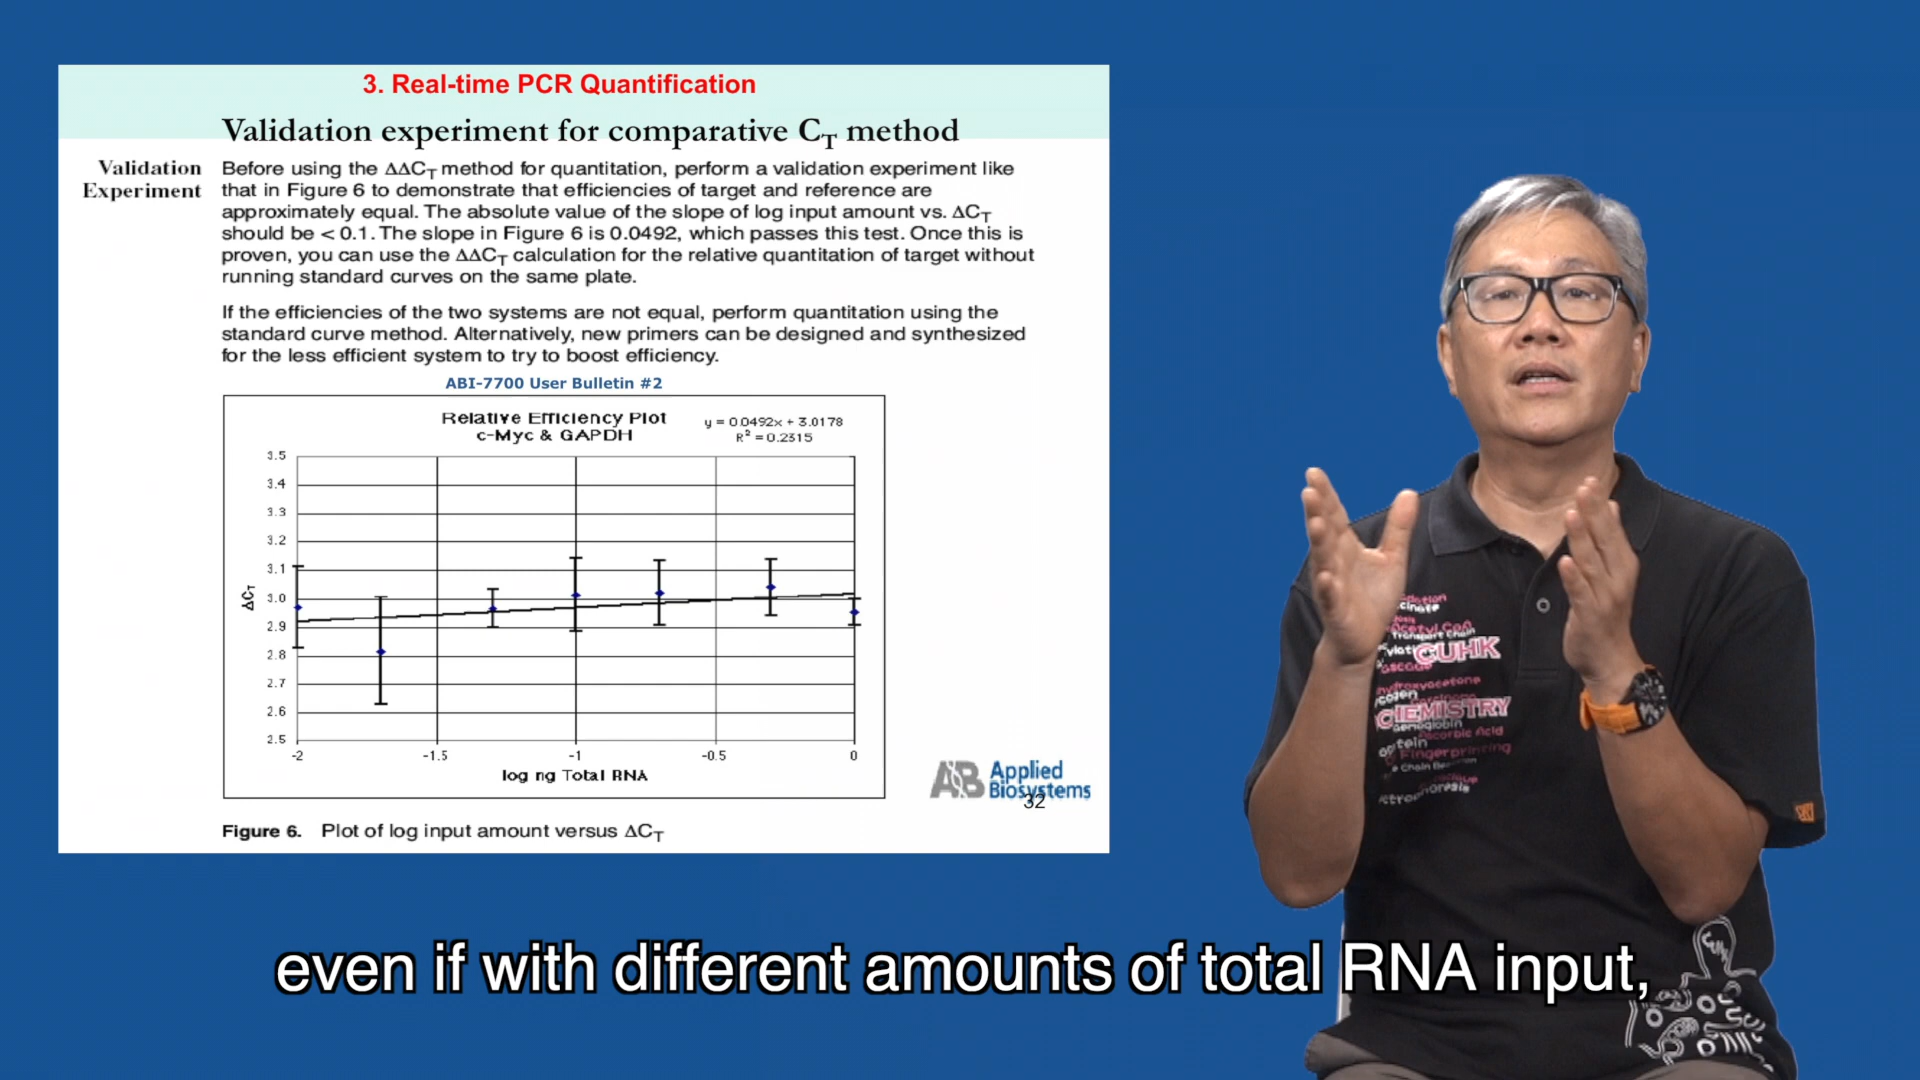 3. Real-time PCR Quantification
Validation experiment for comparative CT method
Validation
Experiment
Before using the ΔΔCT method for quantitation, perform a validation experiment like
that in Figure 6 to demonstrate that efficiencies of target and reference are
approximately equal. The absolute value of the slope of log input amount vs. ΔCT
should be < 0.1. The slope in Figure 6 is 0.0492, which passes this test. Once this is
proven, you can use the ΔΔCT calculation for the relative quantitation of target without
running standard curves on the same plate.
If the efficiencies of the two systems are not equal, perform quantitation using the
standard curve method. Alternatively, new primers can be designed and synthesized
for the less efficient system to try to boost efficiency.
ABI-7700 User Bulletin #2
Relative Efficiency Plot
c-Myc & GAPDH
y = 0.0492x + 3.0178
R² = 0.2315
3.5
3.4
3.3
3.2
3.1
3.0
2.9
2.8
2.7
2.6
2.5
ΔCT
-2
-1.5
-1
-0.5
0
log ng Total RNA
AB Applied
Biosystems
32
Figure 6. Plot of log input amount versus ΔCT
Acetyl CoA
Transport Chain
CUHK
CHEMISTRY
Ascorbic Acid
Fingerprinting
even if with different amounts of total RNA input,